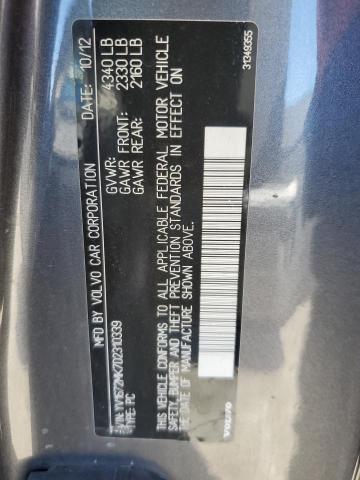 MFD BY VOLVO CAR CORPORATION DATE: 10/12
GVWR: 4340 LB
GAWR FRONT: 2330 LB
GAWR REAR: 2160 LB
TYPE: PC
THIS VEHICLE CONFORMS TO ALL APPLICABLE FEDERAL MOTOR VEHICLE
SAFETY, BUMPER AND THEFT PREVENTION STANDARDS IN EFFECT ON
DATE OF MANUFACTURE SHOWN ABOVE.
VOLVO
31349355